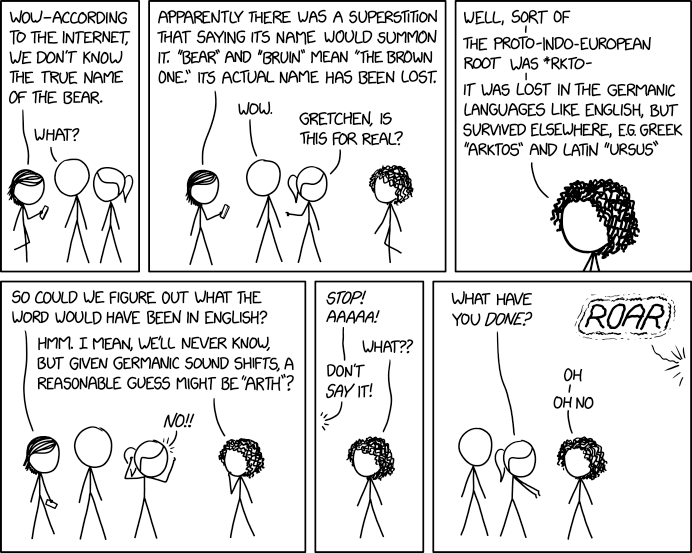 WOW-ACCORDING
TO THE INTERNET,
WE DON'T KNOW
THE TRUE NAME
OF THE BEAR.
WHAT?
APPARENTLY THERE WAS A SUPERSTITION
THAT SAYING ITS NAME WOULD SUMMON
IT. "BEAR" AND "BRUIN" MEAN "THE BROWN
ONE." ITS ACTUAL NAME HAS BEEN LOST.
WOW.
GRETCHEN, IS
THIS FOR REAL?
WELL, SORT OF
THE PROTO-INDO-EUROPEAN
ROOT WAS *RKTO-
IT WAS LOST IN THE GERMANIC
LANGUAGES LIKE ENGLISH, BUT
SURVIVED ELSEWHERE, E.G. GREEK
"ARKTOS" AND LATIN "URSUS"
SO COULD WE FIGURE OUT WHAT THE
WORD WOULD HAVE BEEN IN ENGLISH?
HMM. I MEAN, WE'LL NEVER KNOW,
BUT GIVEN GERMANIC SOUND SHIFTS, A
REASONABLE GUESS MIGHT BE "ARTH"?
NO!!
STOP!
AAAAA!
WHAT??
DON'T
SAY IT!
WHAT HAVE
YOU DONE?
ROAR
OH
OH NO